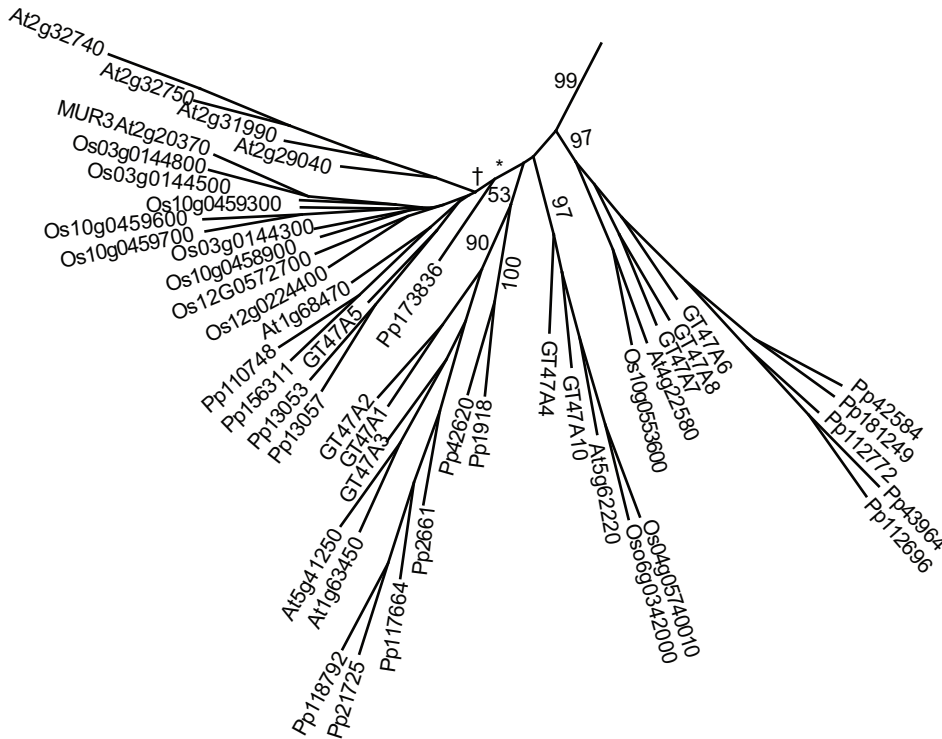 At2g32740
At2g32750
At2g31990
At2g29040
MUR3At2g20370
Os03g0144800
Os03g0144500
Os10g0459300
Os10g0459600
Os10g0459700
Os03g0144300
Os10g0458900
Os12G0572700
Os12g0224400
At1g68470
Pp110748
Pp156311
GT47A5
Pp13053
Pp13057
Pp173836
†
*
53
90
100
97
99
97
GT47A2
GT47A1
GT47A3
At5g41250
At1g63450
Pp118792
Pp21725
Pp117664
Pp2661
Pp42620
Pp1918
GT47A4
GT47A10
At5g62220
Oso6g0342000
Os04g05740010
Os10g0553600
At4g22580
GT47A7
GT47A8
GT47A6
Pp42584
Pp181249
Pp112772
Pp43964
Pp112696